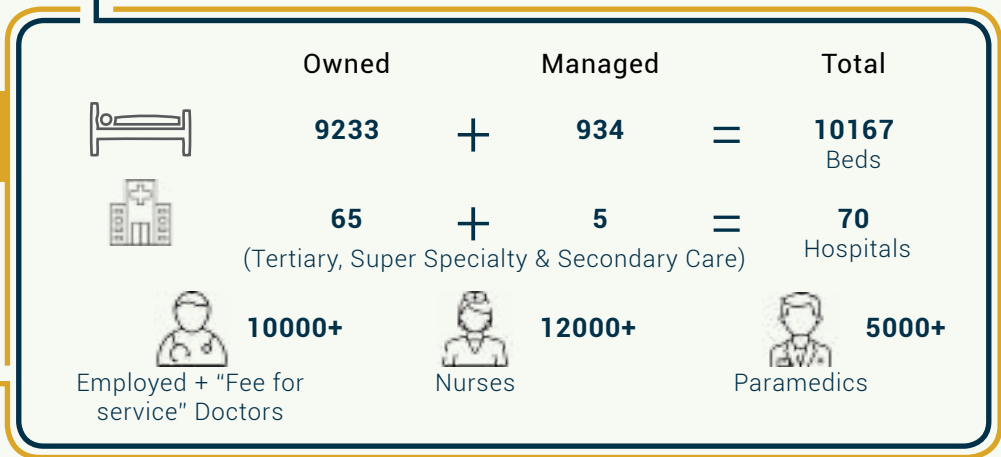 Owned Managed Total
9233 + 934 = 10167
Beds
65 + 5 = 70
Hospitals
(Tertiary, Super Specialty & Secondary Care)
10000+ 12000+ 5000+
Employed + “Fee for Nurses Paramedics
service” Doctors